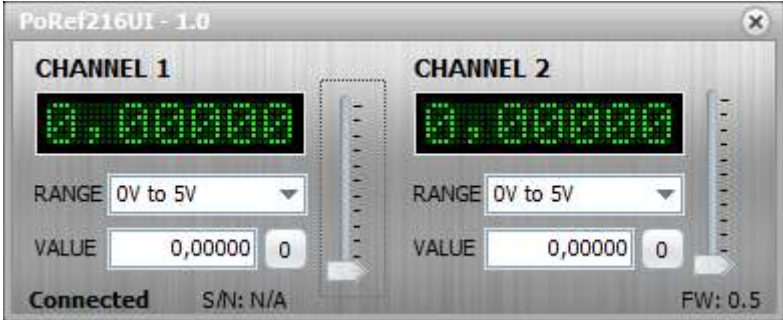 PoRef216UI - 1.0
CHANNEL 1
0,00000
RANGE 0V to 5V
VALUE 0,00000 0
CHANNEL 2
0,00000
RANGE 0V to 5V
VALUE 0,00000 0
Connected S/N: N/A FW: 0.5